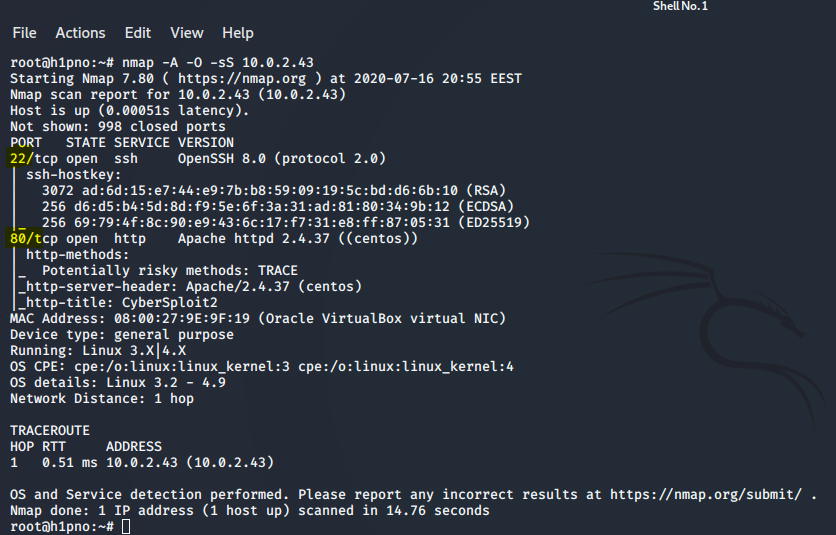 Shell No. 1
File Actions Edit View Help
root@h1pno:~# nmap -A -O -sS 10.0.2.43
Starting Nmap 7.80 ( https://nmap.org ) at 2020-07-16 20:55 EEST
Nmap scan report for 10.0.2.43 (10.0.2.43)
Host is up (0.00051s latency).
Not shown: 998 closed ports
PORT   STATE SERVICE VERSION
22/tcp open  ssh     OpenSSH 8.0 (protocol 2.0)
| ssh-hostkey:
|   3072 ad:6d:15:e7:44:e9:7b:b8:59:09:19:5c:bd:d6:6b:10 (RSA)
|   256 d6:d5:b4:5d:8d:f9:5e:6f:3a:31:ad:81:80:34:9b:12 (ECDSA)
|_  256 69:79:4f:8c:90:e9:43:6c:17:f7:31:e8:ff:87:05:31 (ED25519)
80/tcp open  http    Apache httpd 2.4.37 ((centos))
| http-methods:
|_  Potentially risky methods: TRACE
|_http-server-header: Apache/2.4.37 (centos)
|_http-title: CyberSploit2
MAC Address: 08:00:27:9E:9F:19 (Oracle VirtualBox virtual NIC)
Device type: general purpose
Running: Linux 3.X|4.X
OS CPE: cpe:/o:linux:linux_kernel:3 cpe:/o:linux:linux_kernel:4
OS details: Linux 3.2 - 4.9
Network Distance: 1 hop
TRACEROUTE
HOP RTT     ADDRESS
1   0.51 ms 10.0.2.43 (10.0.2.43)
OS and Service detection performed. Please report any incorrect results at https://nmap.org/submit/ .
Nmap done: 1 IP address (1 host up) scanned in 14.76 seconds
root@h1pno:~#